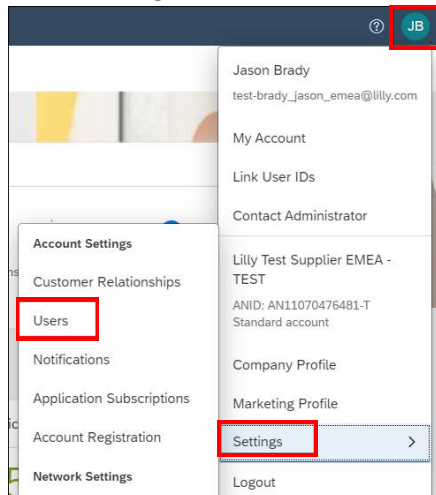 JB
Jason Brady
test-brady_jason_emea@lilly.com
My Account
Link User IDs
Contact Administrator
Lilly Test Supplier EMEA -
TEST
ANID: AN11070476481-T
Standard account
Company Profile
Marketing Profile
Settings
Logout
Account Settings
Customer Relationships
Users
Notifications
Application Subscriptions
Account Registration
Network Settings